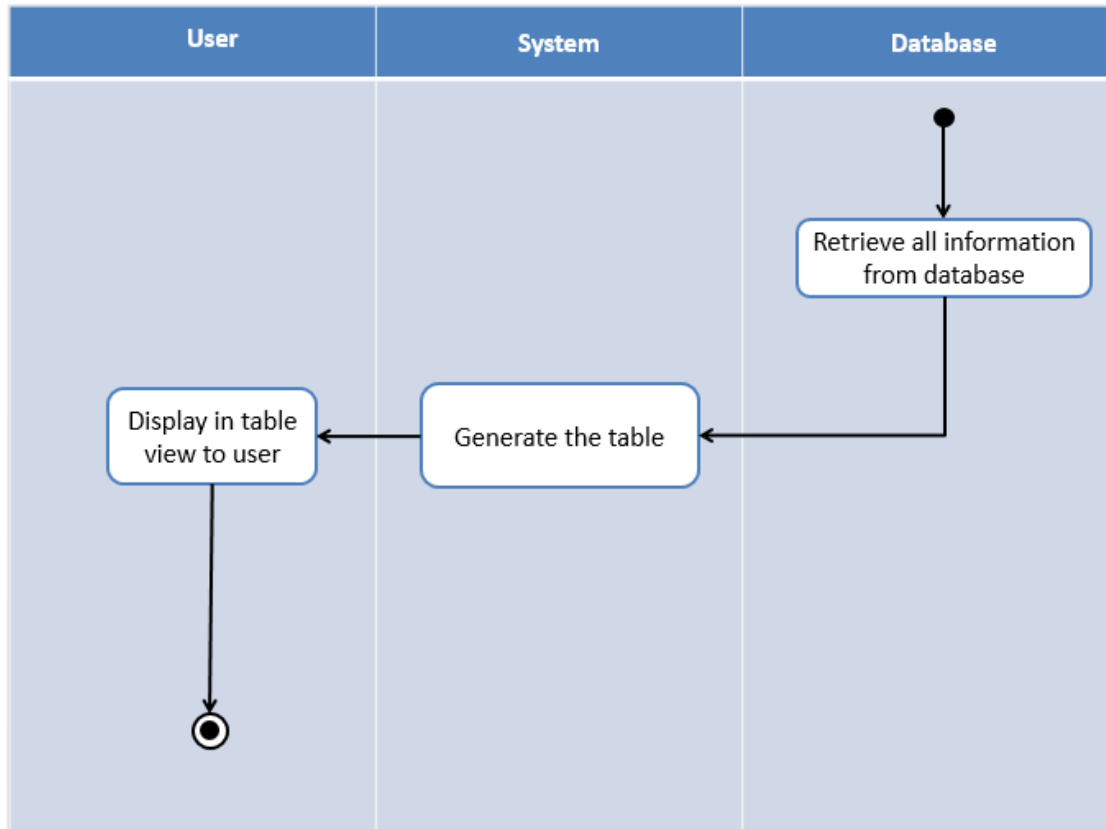 User
System
Database
Retrieve all information
from database
Display in table
view to user
Generate the table